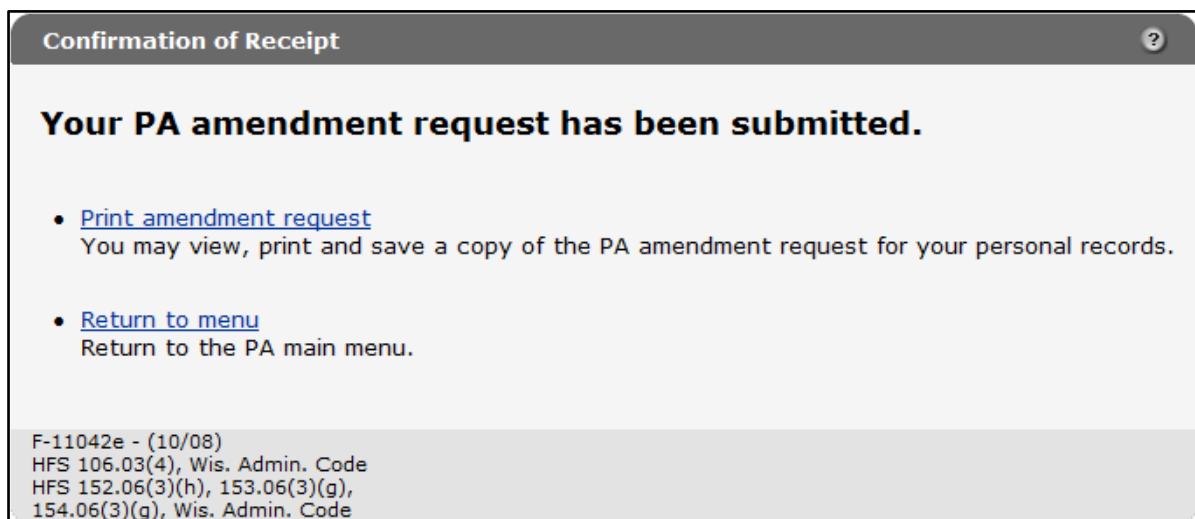 Confirmation of Receipt ?
Your PA amendment request has been submitted.
• Print amendment request
You may view, print and save a copy of the PA amendment request for your personal records.
• Return to menu
Return to the PA main menu.
F-11042e - (10/08)
HFS 106.03(4), Wis. Admin. Code
HFS 152.06(3)(h), 153.06(3)(g),
154.06(3)(g), Wis. Admin. Code